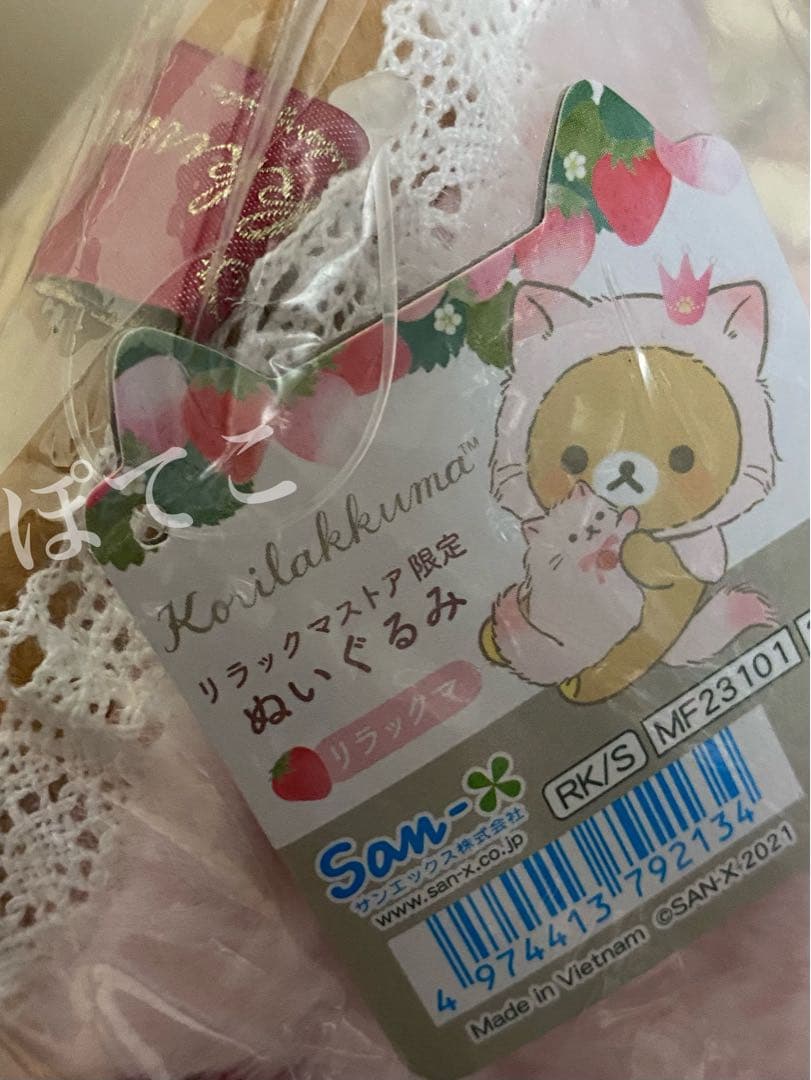 ぽてこ
Korilakkuma™
リラックマストア限定
ぬいぐるみ
リラックマ
San-X
サンエックス株式会社
www.san-x.co.jp
RK/S
MF23101
4 974413 792134
Made in Vietnam ©SAN-X 2021